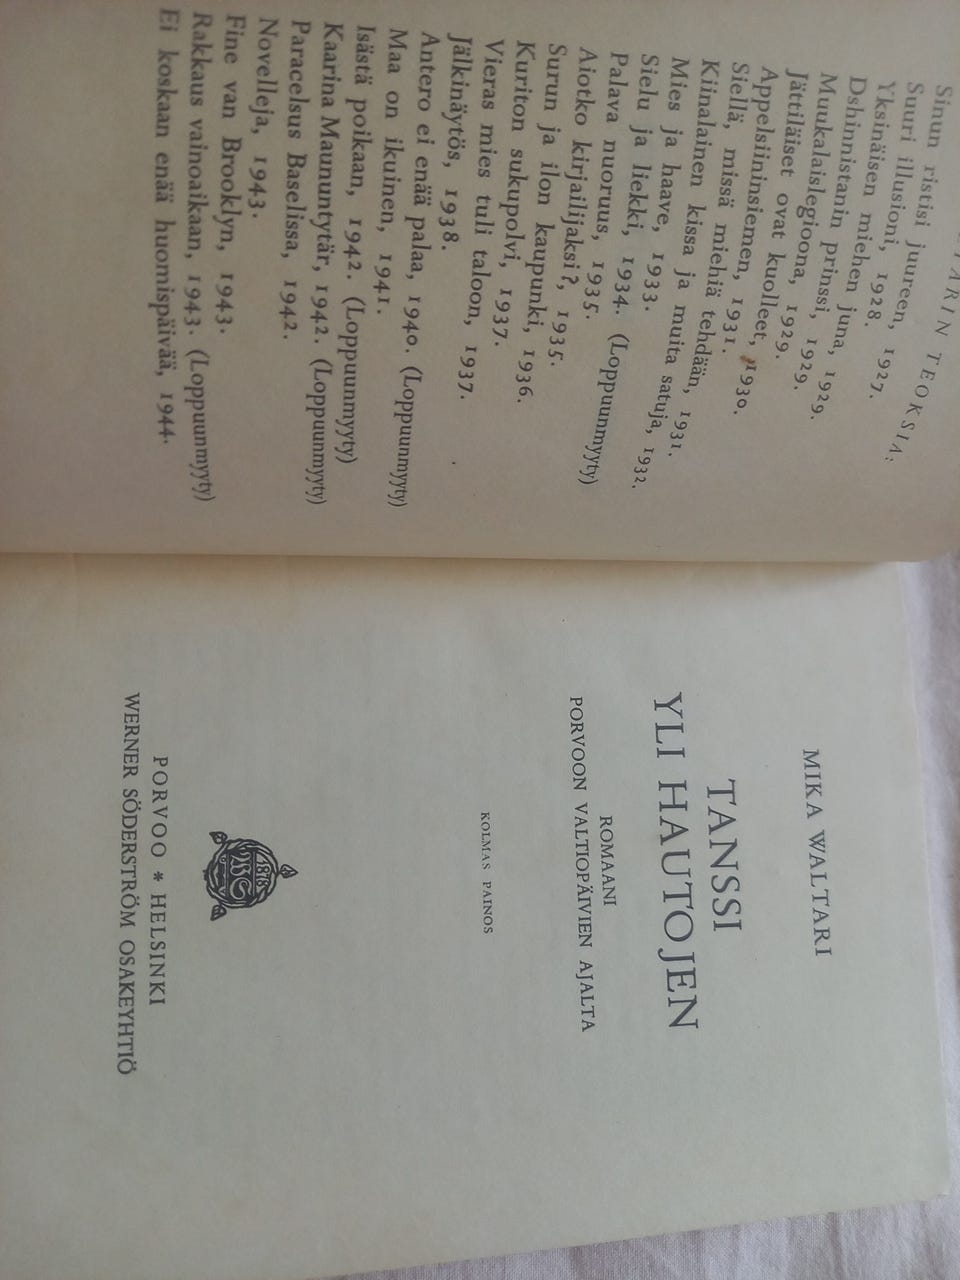 TARIN TEOKSIA:
Sinun ristisi juureen, 1927.
Suuri illusioni, 1928.
Yksinäisen miehen juna, 1929.
Dshinnistanin prinssi, 1929.
Muukalaislegioona, 1929.
Jättiläiset ovat kuolleet, 1930.
Appelsiininsiemen, 1931.
Siellä, missä miehiä tehdään, 1931.
Kiinalainen kissa ja muita satuja, 1932.
Mies ja haave, 1933.
Sielu ja liekki, 1934. (Loppuunmyyty)
Palava nuoruus, 1935.
Aiotko kirjailijaksi?, 1935.
Surun ja ilon kaupunki, 1936.
Kuriton sukupolvi, 1937.
Vieras mies tuli taloon, 1937.
Jälkinäytös, 1938.
Antero ei enää palaa, 1940. (Loppuunmyyty)
Maa on ikuinen, 1941.
Isästä poikaan, 1942. (Loppuunmyyty)
Kaarina Maununtytär, 1942. (Loppuunmyyty)
Paracelsus Baselissa, 1942.
Novelleja, 1943.
Fine van Brooklyn, 1943.
Rakkaus vainoaikaan, 1943. (Loppuunmyyty)
Ei koskaan enää huomispäivää, 1944.
MIKA WALTARI
TANSSI
YLI HAUTOJEN
ROMAANI
PORVOON VALTIOPÄIVIEN AJALTA
KOLMAS PAINOS
1878
PORVOO * HELSINKI
WERNER SÖDERSTRÖM OSAKEYHTIÖ